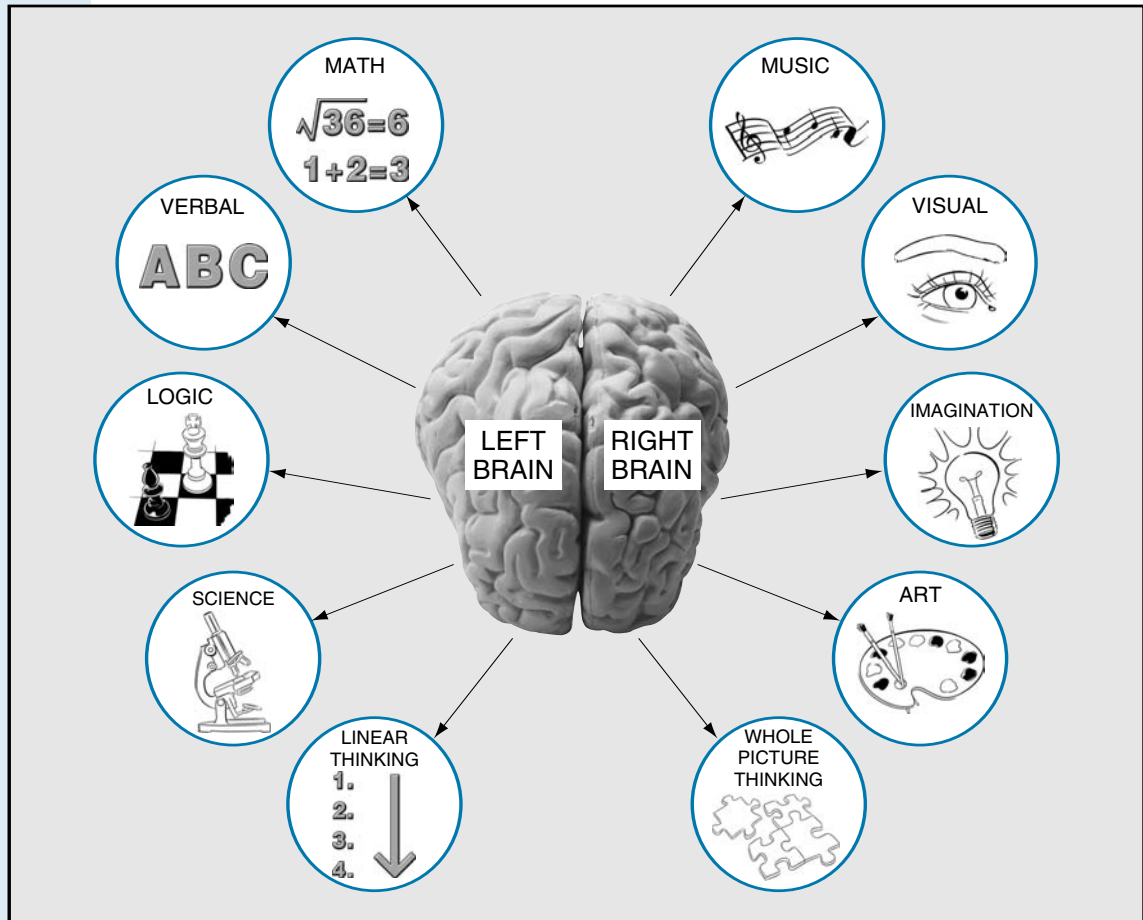 MATH
√36=6
1+2=3
VERBAL
ABC
LOGIC
SCIENCE
LINEAR
THINKING
1.
2.
3.
4.
LEFT
BRAIN
RIGHT
BRAIN
MUSIC
VISUAL
IMAGINATION
ART
WHOLE
PICTURE
THINKING